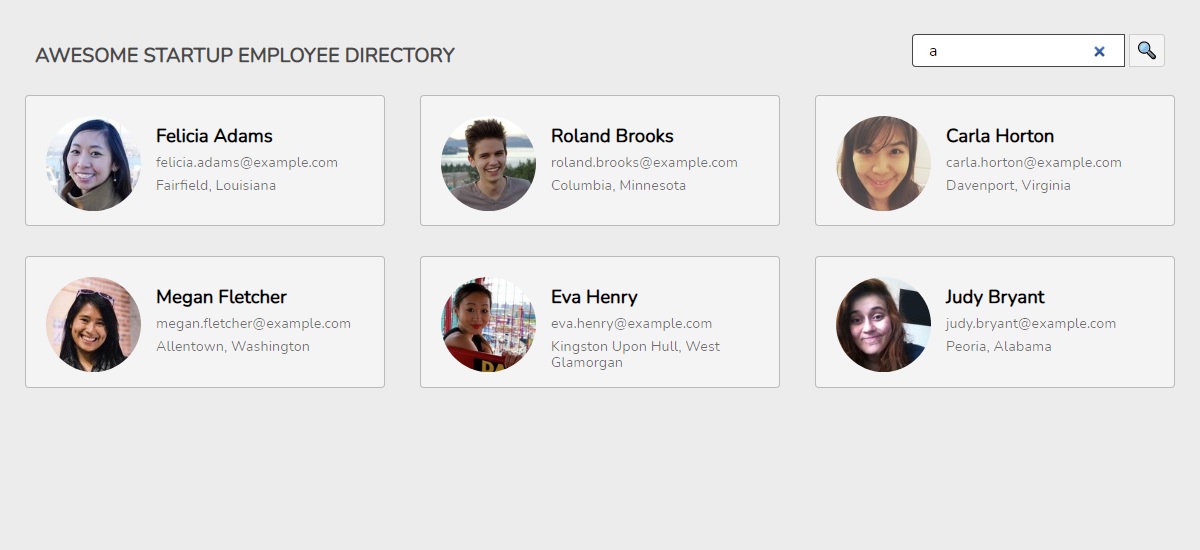 AWESOME STARTUP EMPLOYEE DIRECTORY
a
Felicia Adams
felicia.adams@example.com
Fairfield, Louisiana
Roland Brooks
roland.brooks@example.com
Columbia, Minnesota
Carla Horton
carla.horton@example.com
Davenport, Virginia
Megan Fletcher
megan.fletcher@example.com
Allentown, Washington
Eva Henry
eva.henry@example.com
Kingston Upon Hull, West
Glamorgan
Judy Bryant
judy.bryant@example.com
Peoria, Alabama